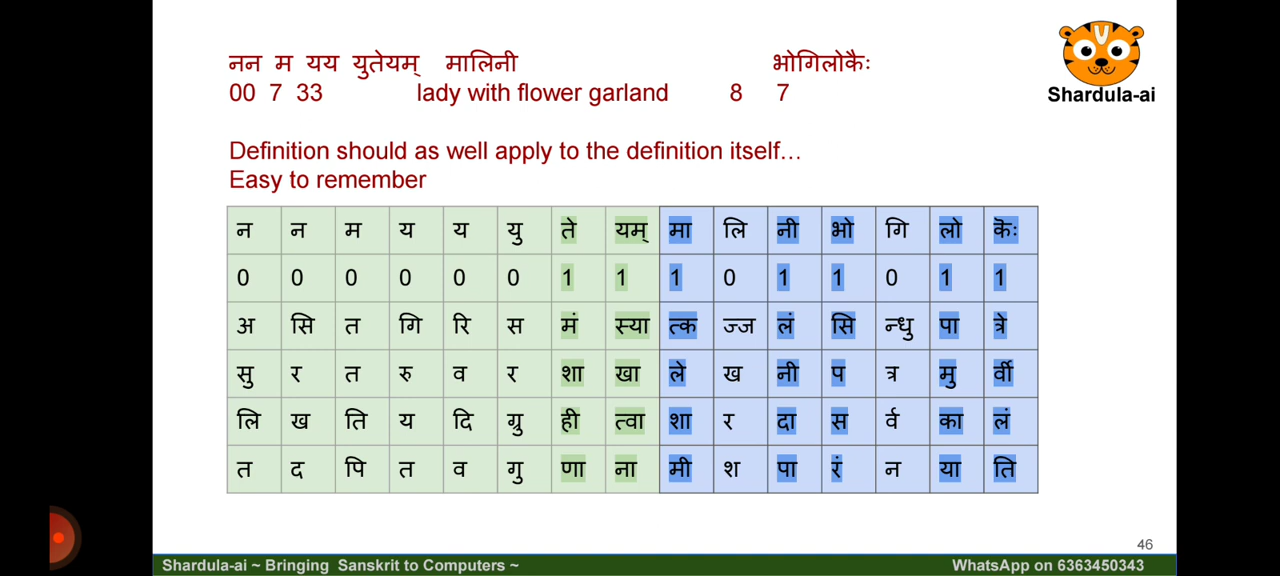 ननम यय युतेयम् मालिनी भोगिलोकैः
00 7 33 lady with flower garland 8 7
Shardula-ai
Definition should as well apply to the definition itself…
Easy to remember
न न म य य यु ते यम् मा लि नी भो गि लो कैः
0 0 0 0 0 0 1 1 1 0 1 1 0 1 1
अ सि त गि रि स मं स्या त्क ज्ज लं सि न्धु पा त्रे
सु र त रु व र शा खा ले ख नी प त्र मु र्वी
लि ख ति य दि ग्रु ही त्वा शा र दा स र्व का लं
त द पि त व गु णा ना मी श पा रं न या ति
46
Shardula-ai ~ Bringing Sanskrit to Computers ~ WhatsApp on 6363450343